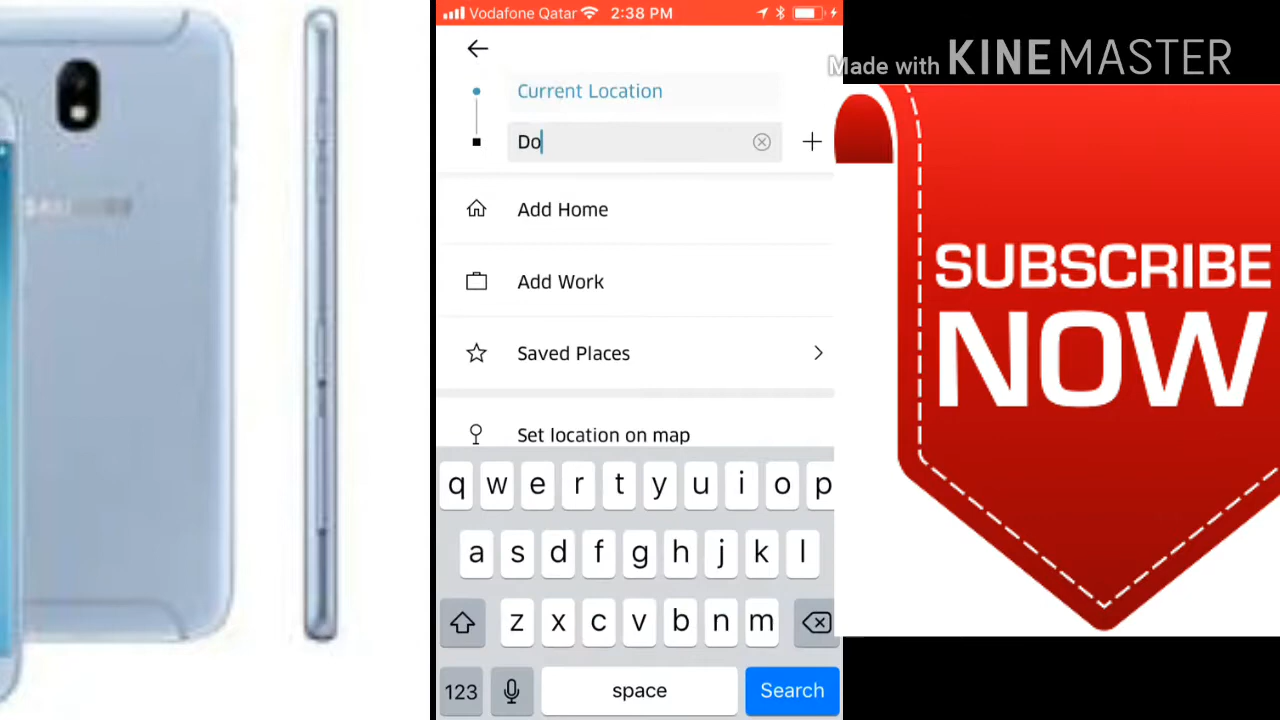 Vodafone Qatar 2:38 PM
Made with KINEMASTER
Current Location
Do
Add Home
Add Work
Saved Places
Set location on map
q w e r t y u i o p
a s d f g h j k l
z x c v b n m
123 space Search
SUBSCRIBE
NOW